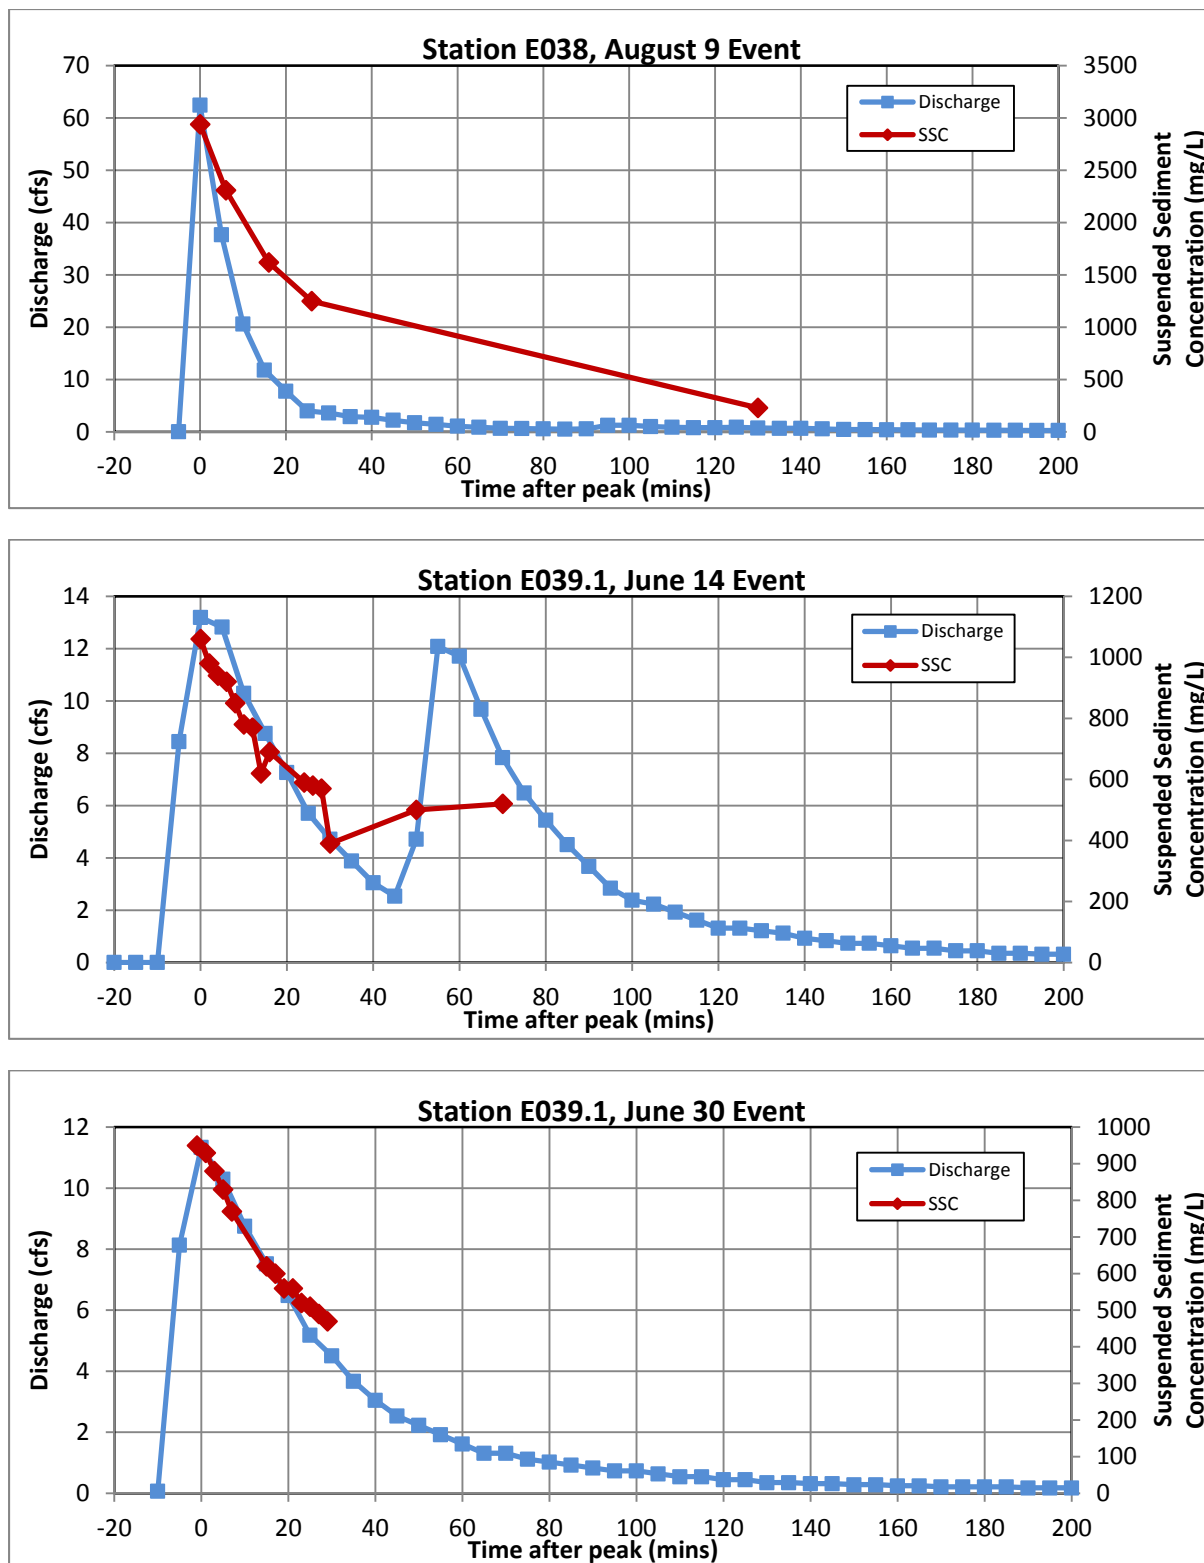 Station E038, August 9 Event
70
60
50
40
30
20
10
0
Discharge (cfs)
3500
3000
2500
2000
1500
1000
500
0
Suspended Sediment
Concentration (mg/L)
Discharge
SSC
-20 0 20 40 60 80 100 120 140 160 180 200
Time after peak (mins)
Station E039.1, June 14 Event
14
12
10
8
6
4
2
0
Discharge (cfs)
1200
1000
800
600
400
200
0
Suspended Sediment
Concentration (mg/L)
Discharge
SSC
-20 0 20 40 60 80 100 120 140 160 180 200
Time after peak (mins)
Station E039.1, June 30 Event
12
10
8
6
4
2
0
Discharge (cfs)
1000
900
800
700
600
500
400
300
200
100
0
Suspended Sediment
Concentration (mg/L)
Discharge
SSC
-20 0 20 40 60 80 100 120 140 160 180 200
Time after peak (mins)